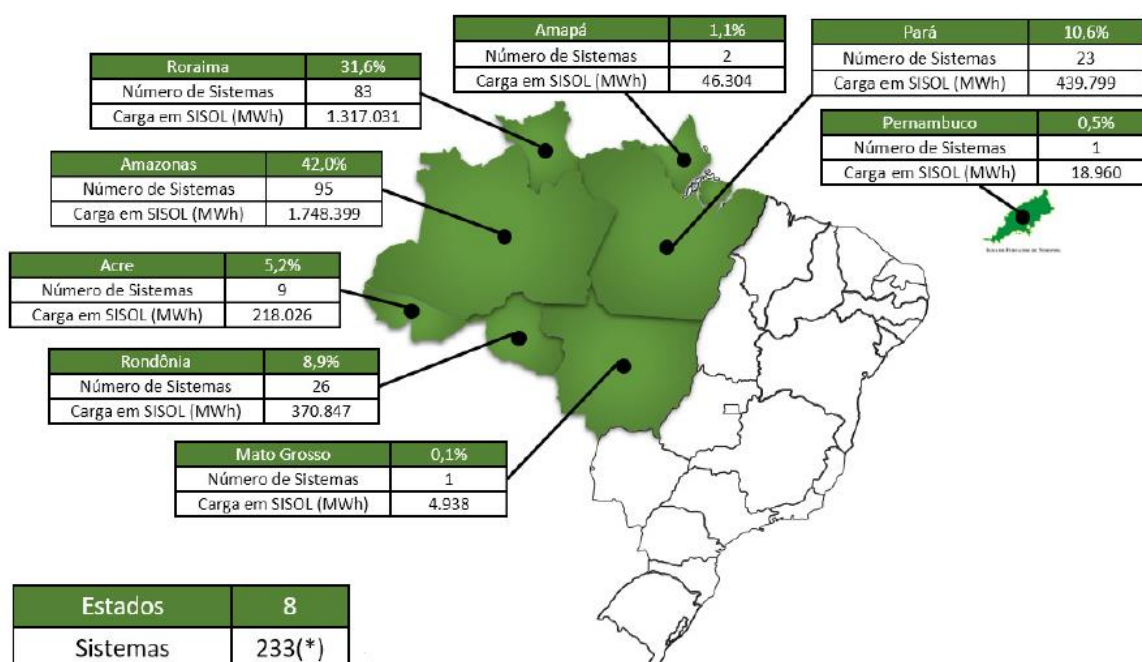 Amapá 1,1%
Número de Sistemas 2
Carga em SISOL (MWh) 46.304
Pará 10,6%
Número de Sistemas 23
Carga em SISOL (MWh) 439.799
Roraima 31,6%
Número de Sistemas 83
Carga em SISOL (MWh) 1.317.031
Pernambuco 0,5%
Número de Sistemas 1
Carga em SISOL (MWh) 18.960
Amazonas 42,0%
Número de Sistemas 95
Carga em SISOL (MWh) 1.748.399
Acre 5,2%
Número de Sistemas 9
Carga em SISOL (MWh) 218.026
Rondônia 8,9%
Número de Sistemas 26
Carga em SISOL (MWh) 370.847
Mato Grosso 0,1%
Número de Sistemas 1
Carga em SISOL (MWh) 4.938
Estados 8
Sistemas 233(*)